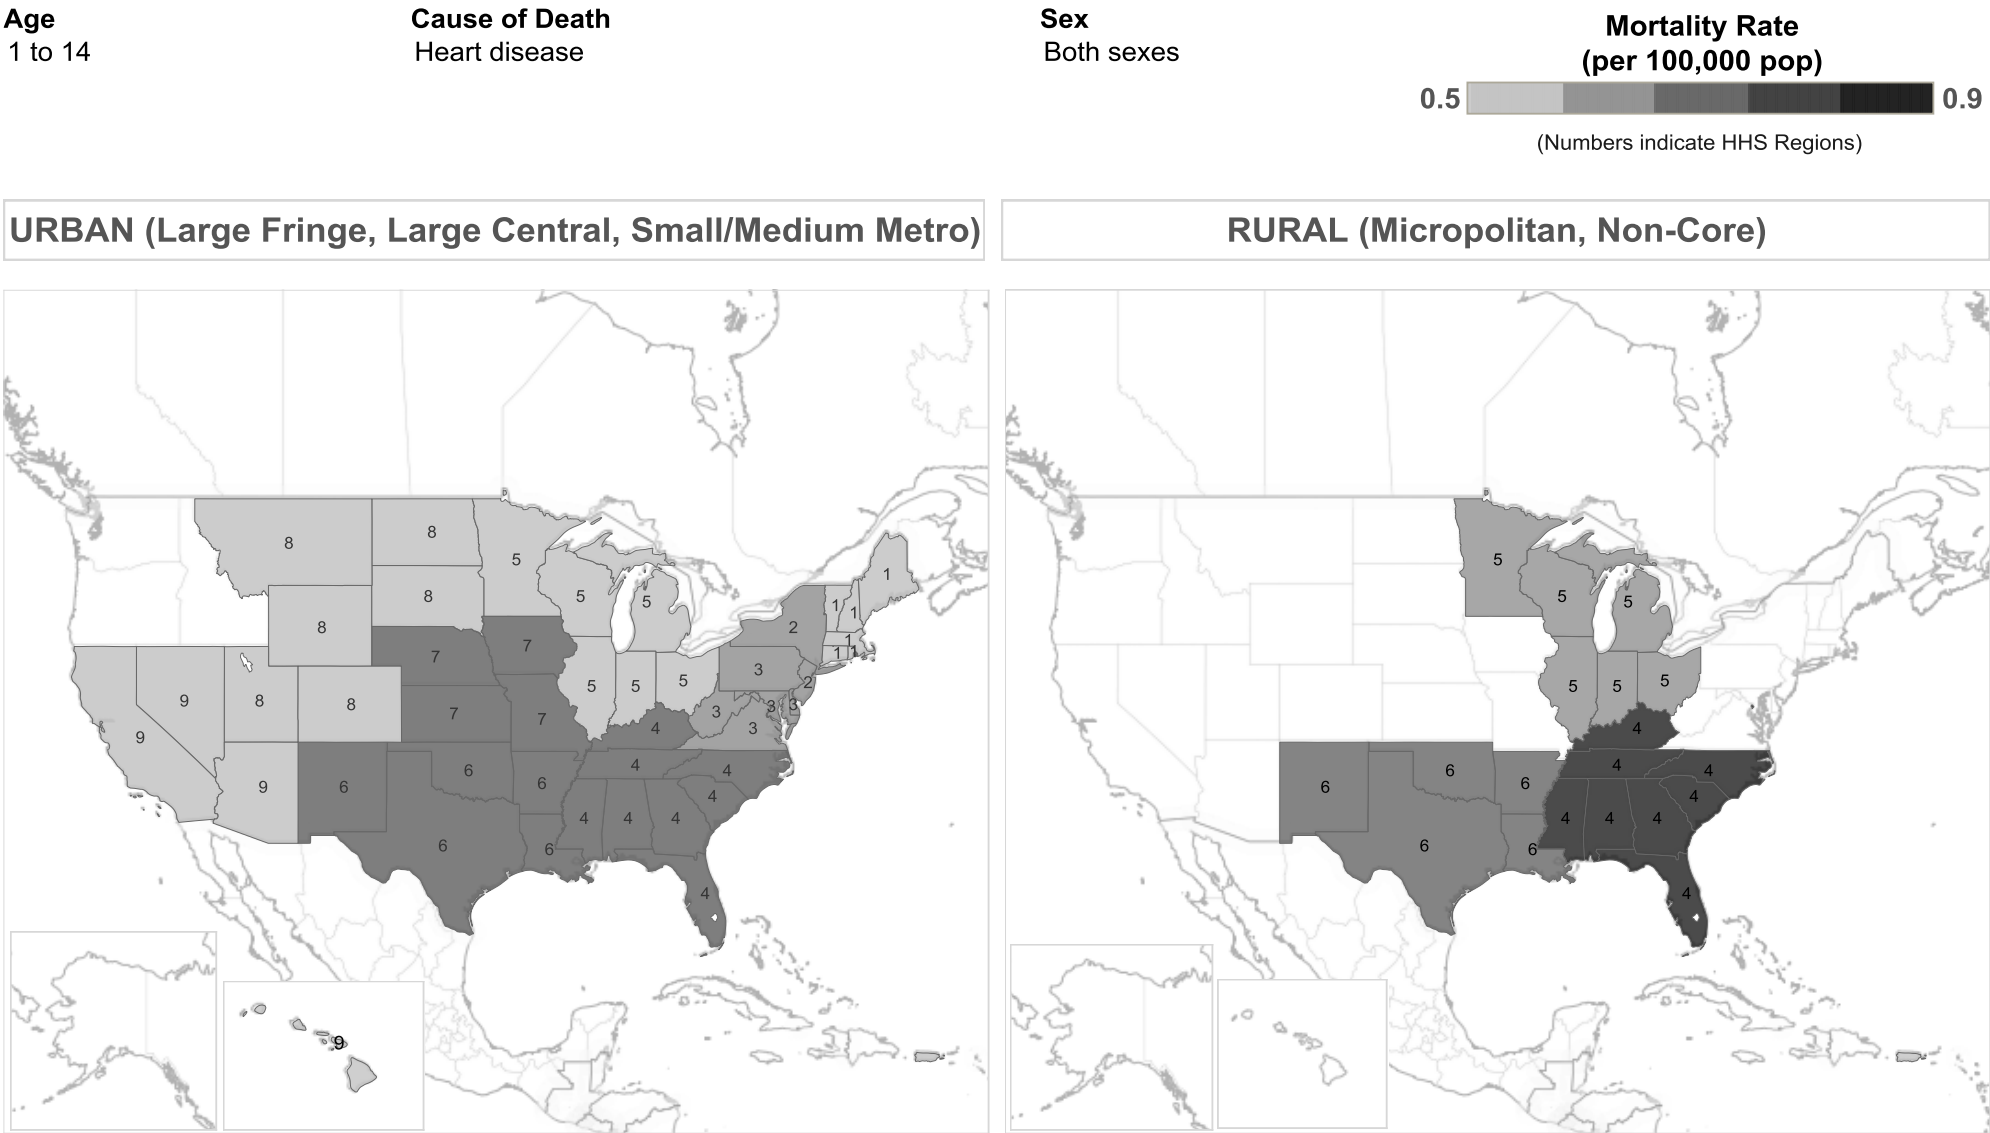 Age
1 to 14
Cause of Death
Heart disease
Sex
Both sexes
Mortality Rate
(per 100,000 pop)
0.5 0.9
(Numbers indicate HHS Regions)
URBAN (Large Fringe, Large Central, Small/Medium Metro)
8 8 5
8 5 5 1
8 7 7 2 1 1
1 1 1
9 9 8 8 7 7 5 5 5 3 2
3 3 3 3
4
9 6 6 6 4 4
4
6 6 4 4 4
4
9
RURAL (Micropolitan, Non-Core)
5
5 5
5 5 5
4
6 6 6 4 4
4
6 6 4 4 4
4